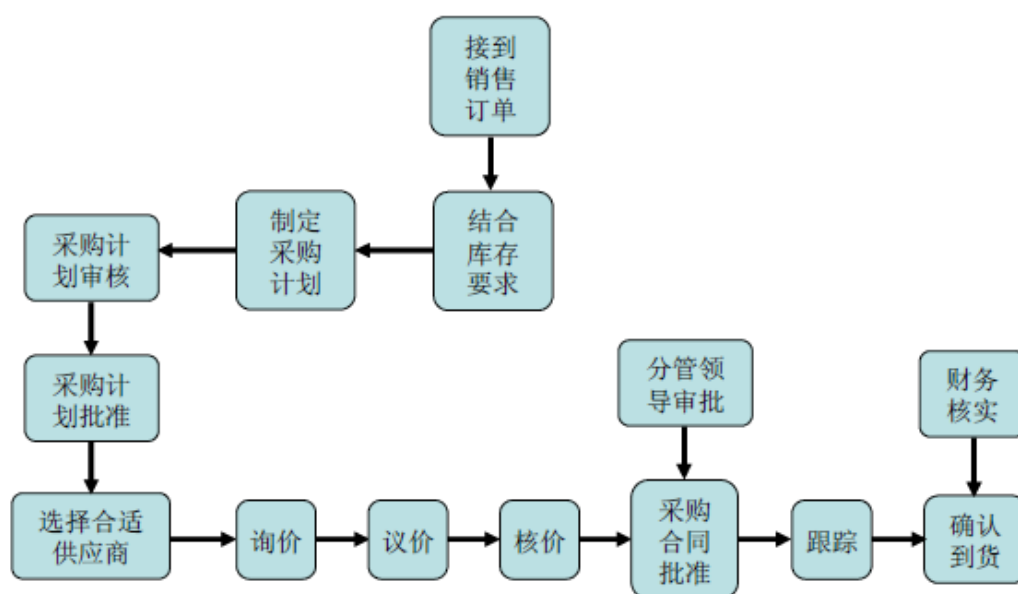 接到
销售
订单
结合
库存
要求
制定
采购
计划
采购计
划审核
采购计
划批准
选择合适
供应商
询价
议价
核价
分管领
导审批
采购
合同
批准
跟踪
财务
核实
确认
到货